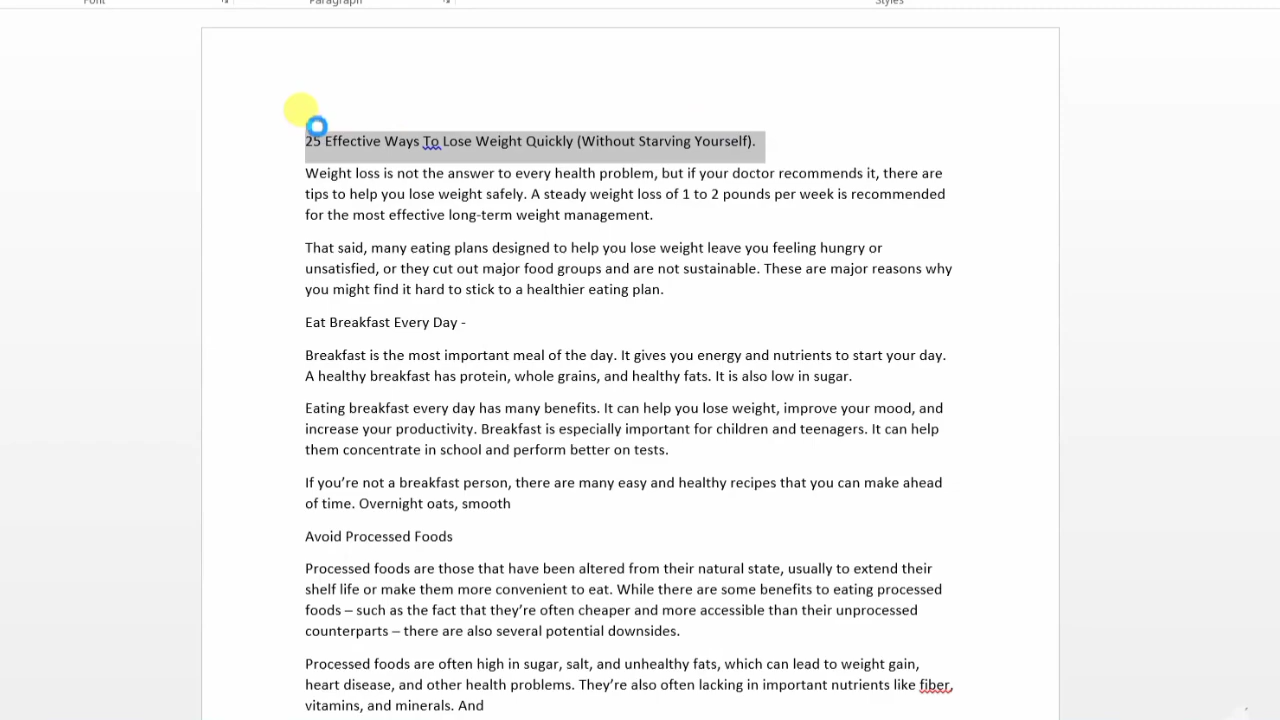 Font
Paragraph
Styles
25 Effective Ways To Lose Weight Quickly (Without Starving Yourself).
Weight loss is not the answer to every health problem, but if your doctor recommends it, there are
tips to help you lose weight safely. A steady weight loss of 1 to 2 pounds per week is recommended
for the most effective long-term weight management.
That said, many eating plans designed to help you lose weight leave you feeling hungry or
unsatisfied, or they cut out major food groups and are not sustainable. These are major reasons why
you might find it hard to stick to a healthier eating plan.
Eat Breakfast Every Day -
Breakfast is the most important meal of the day. It gives you energy and nutrients to start your day.
A healthy breakfast has protein, whole grains, and healthy fats. It is also low in sugar.
Eating breakfast every day has many benefits. It can help you lose weight, improve your mood, and
increase your productivity. Breakfast is especially important for children and teenagers. It can help
them concentrate in school and perform better on tests.
If you’re not a breakfast person, there are many easy and healthy recipes that you can make ahead
of time. Overnight oats, smooth
Avoid Processed Foods
Processed foods are those that have been altered from their natural state, usually to extend their
shelf life or make them more convenient to eat. While there are some benefits to eating processed
foods – such as the fact that they’re often cheaper and more accessible than their unprocessed
counterparts – there are also several potential downsides.
Processed foods are often high in sugar, salt, and unhealthy fats, which can lead to weight gain,
heart disease, and other health problems. They’re also often lacking in important nutrients like fiber,
vitamins, and minerals. And